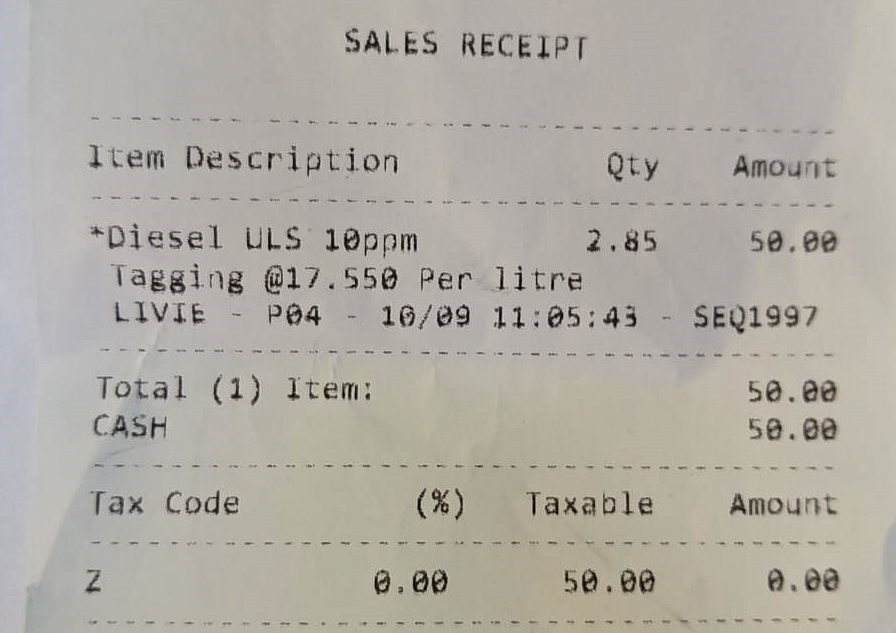 SALES RECEIPT
Item Description Qty Amount
*Diesel ULS 10ppm 2.85 50.00
Tagging @17.550 Per litre
LIVIE - P04 - 10/09 11:05:43 - SEQ1997
Total (1) Item: 50.00
CASH 50.00
Tax Code (%) Taxable Amount
Z 0.00 50.00 0.00